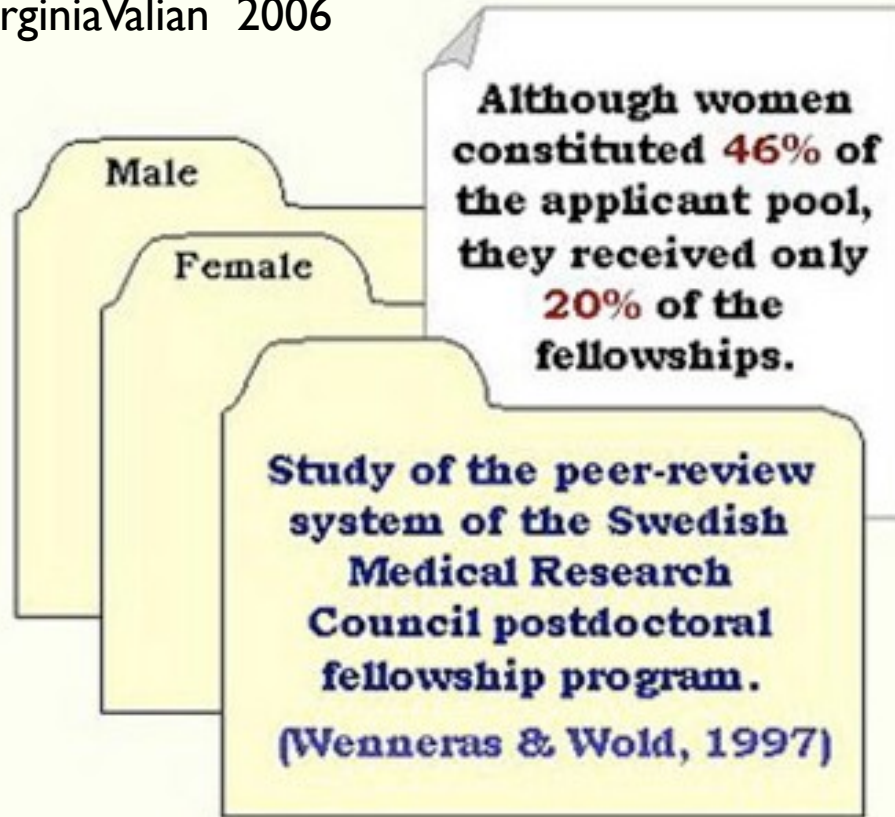 rginiaValian 2006
Although women
constituted 46% of
the applicant pool,
they received only
20% of the
fellowships.
Male
Female
Study of the peer-review
system of the Swedish
Medical Research
Council postdoctoral
fellowship program.
(Wenneras & Wold, 1997)